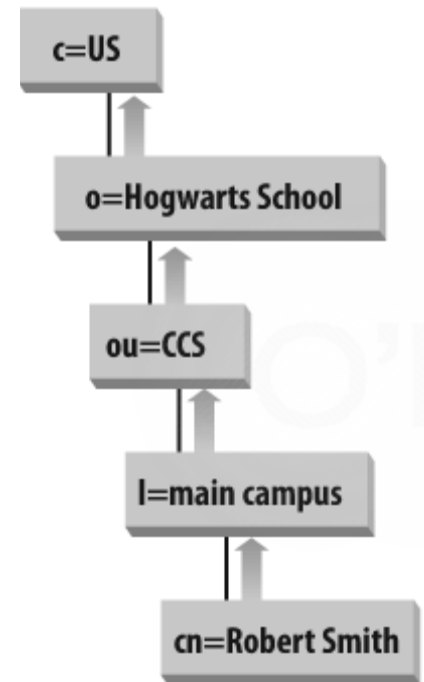 c=US
o=Hogwarts School
ou=CCS
l=main campus
cn=Robert Smith